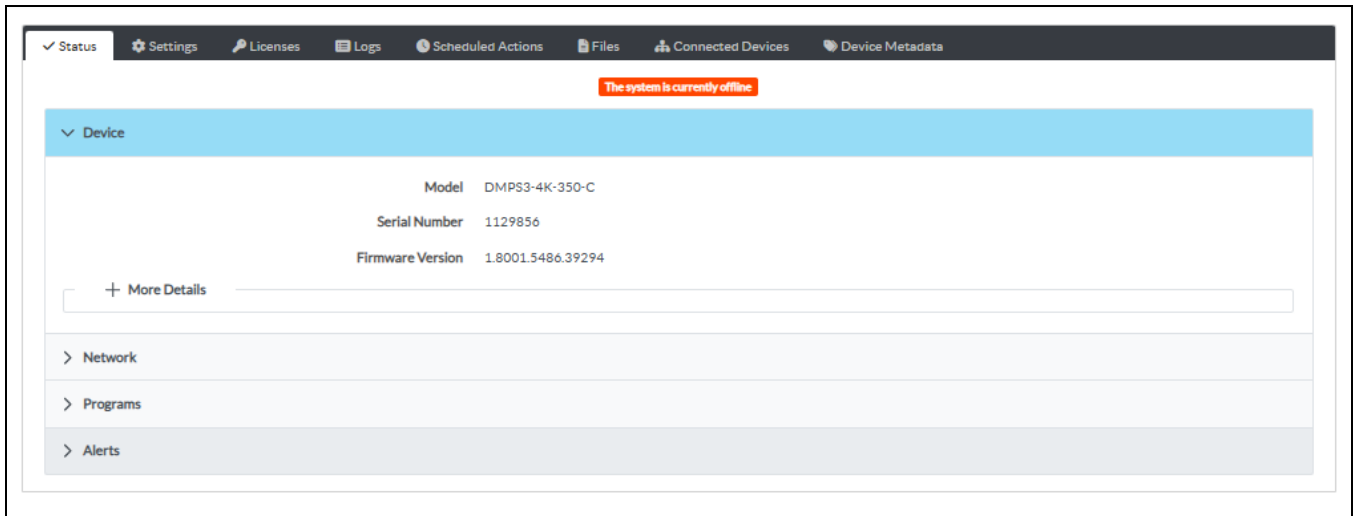 Status Settings Licenses Logs Scheduled Actions Files Connected Devices Device Metadata
The system is currently offline
Device
Model DMPS3-4K-350-C
Serial Number 1129856
Firmware Version 1.8001.5486.39294
More Details
Network
Programs
Alerts